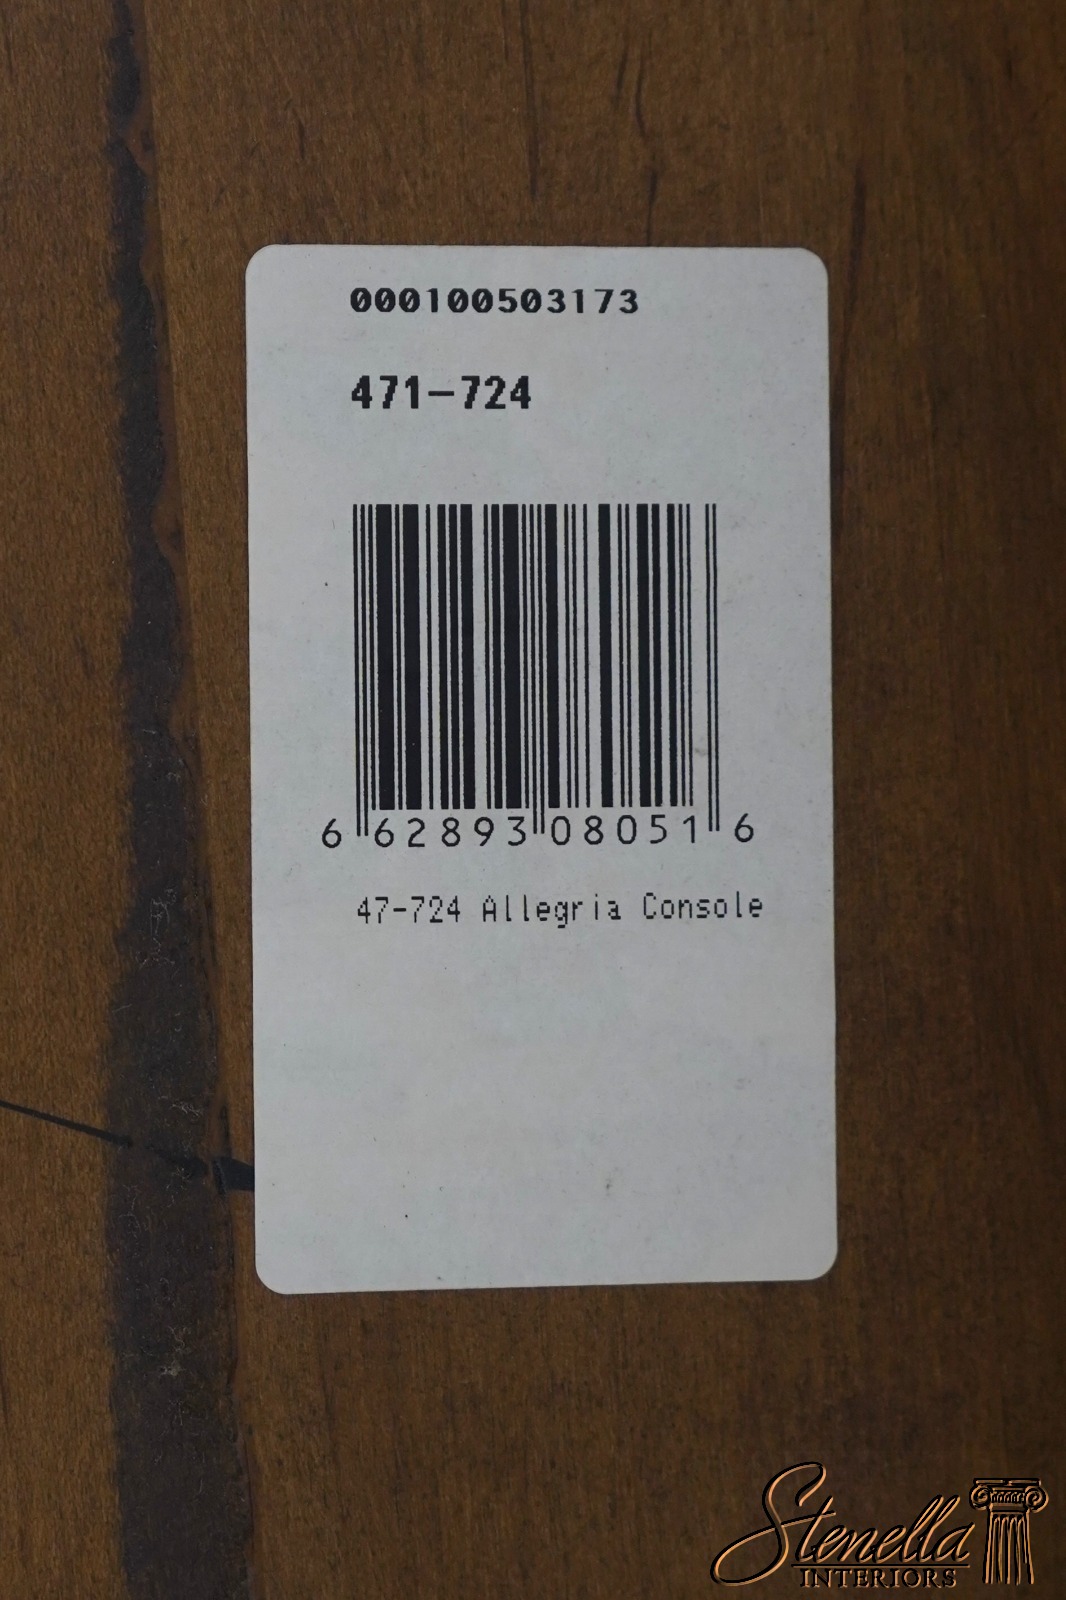 000100503173
471-724
6 62893 08051 6
47-724 Allegria Console
Stenella
INTERIORS